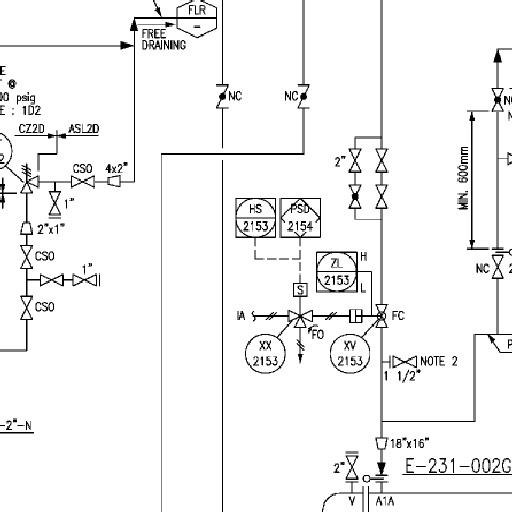 FLR
-
FREE
DRAINING
psig
: 1D2
CZ2D
ASL2D
NC
NC
CSO
4x2"
1"
2"x1"
CSO
1"
CSO
2"
MIN. 600mm
HS
2153
PSD
2154
ZL
2153
H
L
S
IA
FO
FC
XX
2153
XV
2153
NC
NOTE 2
1 1/2"
-2"-N
18"x16"
E-231-002G
2"
V
A1A